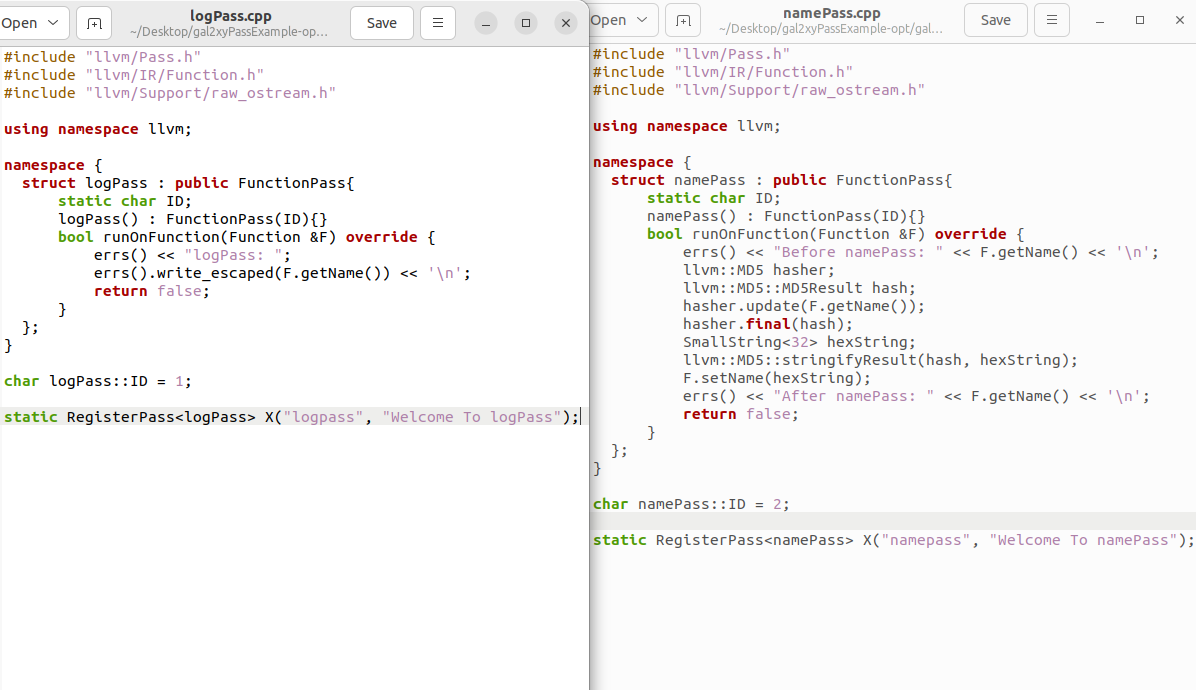 Open
logPass.cpp
~/Desktop/gal2xyPassExample-op...
Save
#include "llvm/Pass.h"
#include "llvm/IR/Function.h"
#include "llvm/Support/raw_ostream.h"
using namespace llvm;
namespace {
  struct logPass : public FunctionPass{
      static char ID;
      logPass() : FunctionPass(ID){}
      bool runOnFunction(Function &F) override {
          errs() << "logPass: ";
          errs().write_escaped(F.getName()) << '\n';
          return false;
      }
  };
}
char logPass::ID = 1;
static RegisterPass<logPass> X("logpass", "Welcome To logPass");
Open
namePass.cpp
~/Desktop/gal2xyPassExample-opt/gal...
Save
#include "llvm/Pass.h"
#include "llvm/IR/Function.h"
#include "llvm/Support/raw_ostream.h"
using namespace llvm;
namespace {
  struct namePass : public FunctionPass{
      static char ID;
      namePass() : FunctionPass(ID){}
      bool runOnFunction(Function &F) override {
          errs() << "Before namePass: " << F.getName() << '\n';
          llvm::MD5 hasher;
          llvm::MD5::MD5Result hash;
          hasher.update(F.getName());
          hasher.final(hash);
          SmallString<32> hexString;
          llvm::MD5::stringifyResult(hash, hexString);
          F.setName(hexString);
          errs() << "After namePass: " << F.getName() << '\n';
          return false;
      }
  };
}
char namePass::ID = 2;
static RegisterPass<namePass> X("namepass", "Welcome To namePass");